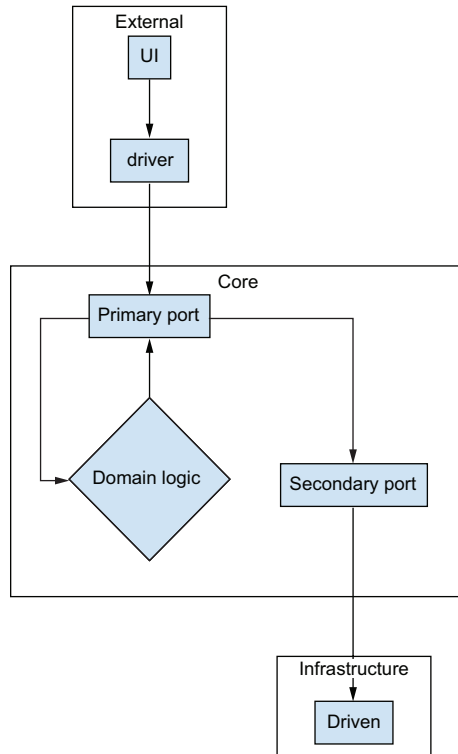 External
UI
driver
Core
Primary port
Domain logic
Secondary port
Infrastructure
Driven